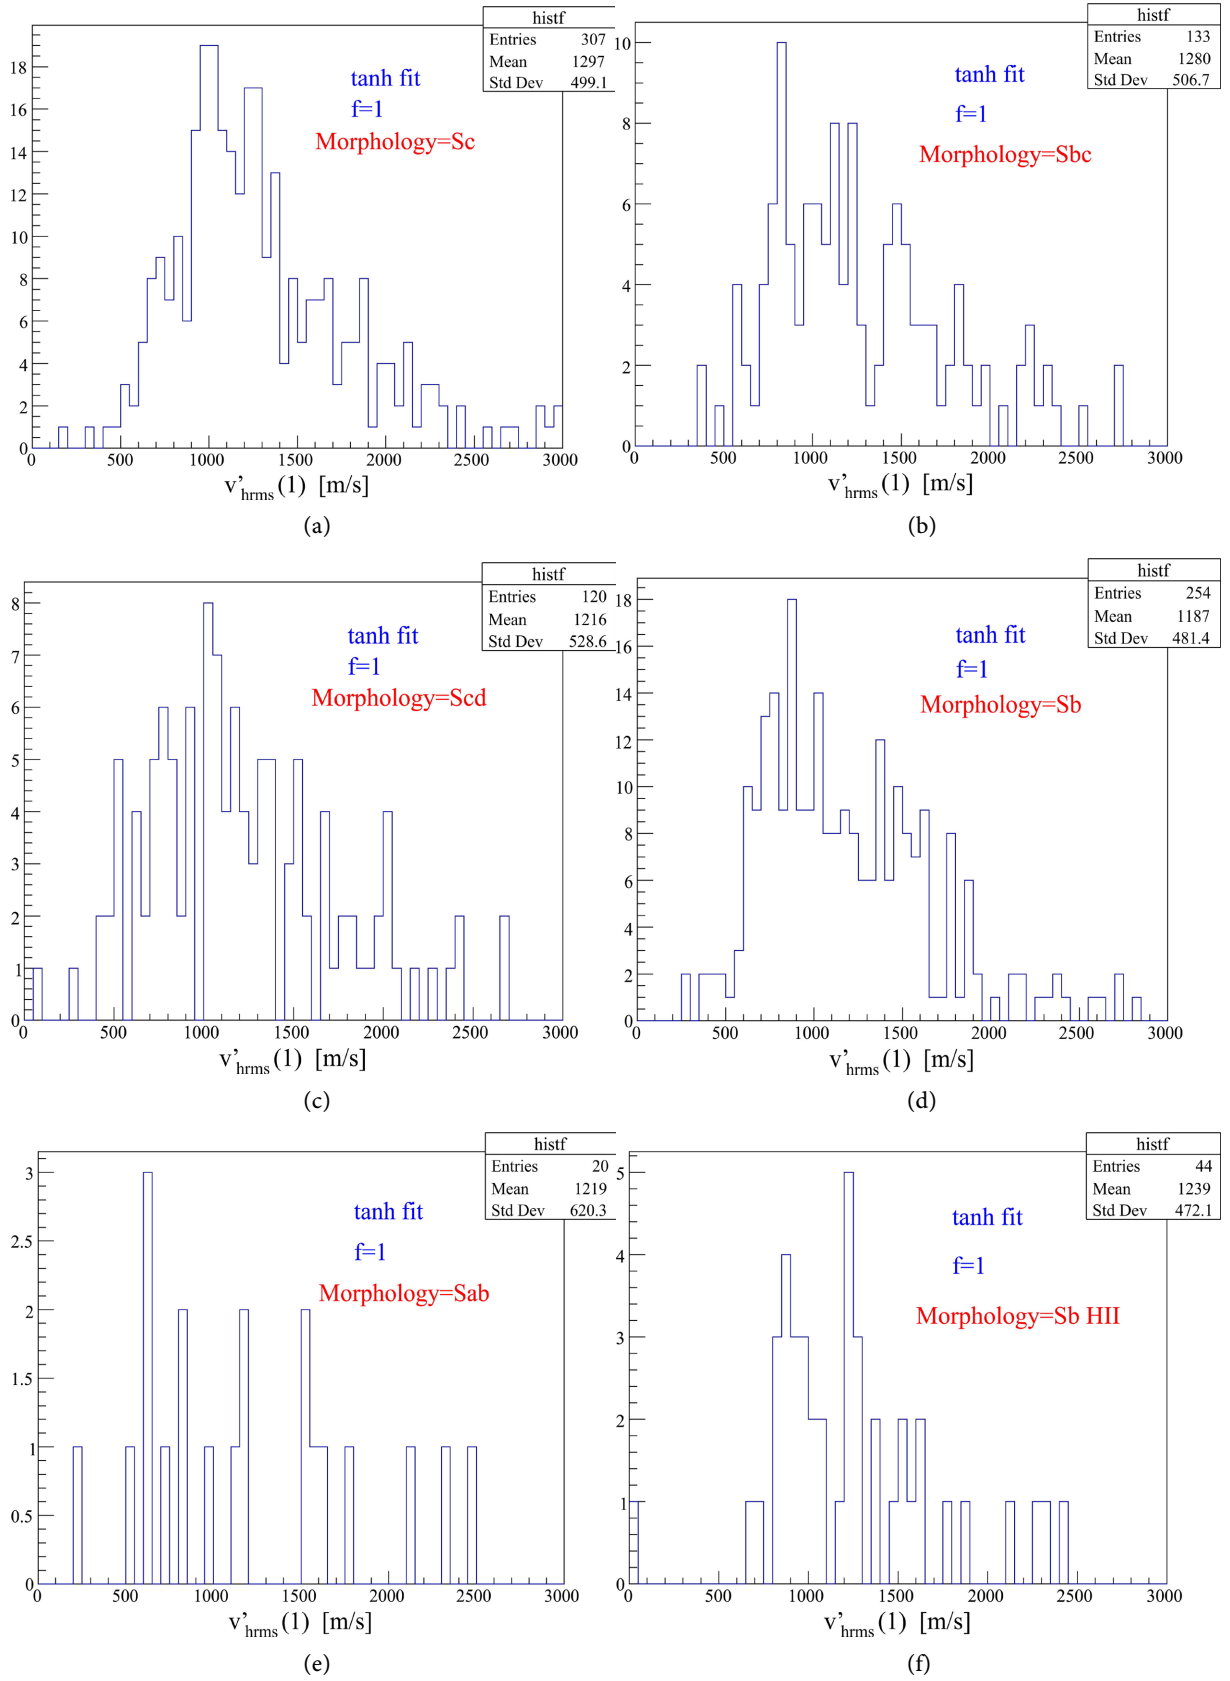 histf
Entries 307
Mean 1297
Std Dev 499.1
tanh fit
f=1
Morphology=Sc
18
16
14
12
10
8
6
4
2
0
0 500 1000 1500 2000 2500 3000
v'hrms(1) [m/s]
(a)
histf
Entries 133
Mean 1280
Std Dev 506.7
tanh fit
f=1
Morphology=Sbc
10
8
6
4
2
0
0 500 1000 1500 2000 2500 3000
v'hrms(1) [m/s]
(b)
histf
Entries 120
Mean 1216
Std Dev 528.6
tanh fit
f=1
Morphology=Scd
8
7
6
5
4
3
2
1
0
0 500 1000 1500 2000 2500 3000
v'hrms(1) [m/s]
(c)
histf
Entries 254
Mean 1187
Std Dev 481.4
tanh fit
f=1
Morphology=Sb
18
16
14
12
10
8
6
4
2
0
0 500 1000 1500 2000 2500 3000
v'hrms(1) [m/s]
(d)
histf
Entries 20
Mean 1219
Std Dev 620.3
tanh fit
f=1
Morphology=Sab
3
2.5
2
1.5
1
0.5
0
0 500 1000 1500 2000 2500 3000
v'hrms(1) [m/s]
(e)
histf
Entries 44
Mean 1239
Std Dev 472.1
tanh fit
f=1
Morphology=Sb HII
5
4
3
2
1
0
0 500 1000 1500 2000 2500 3000
v'hrms(1) [m/s]
(f)